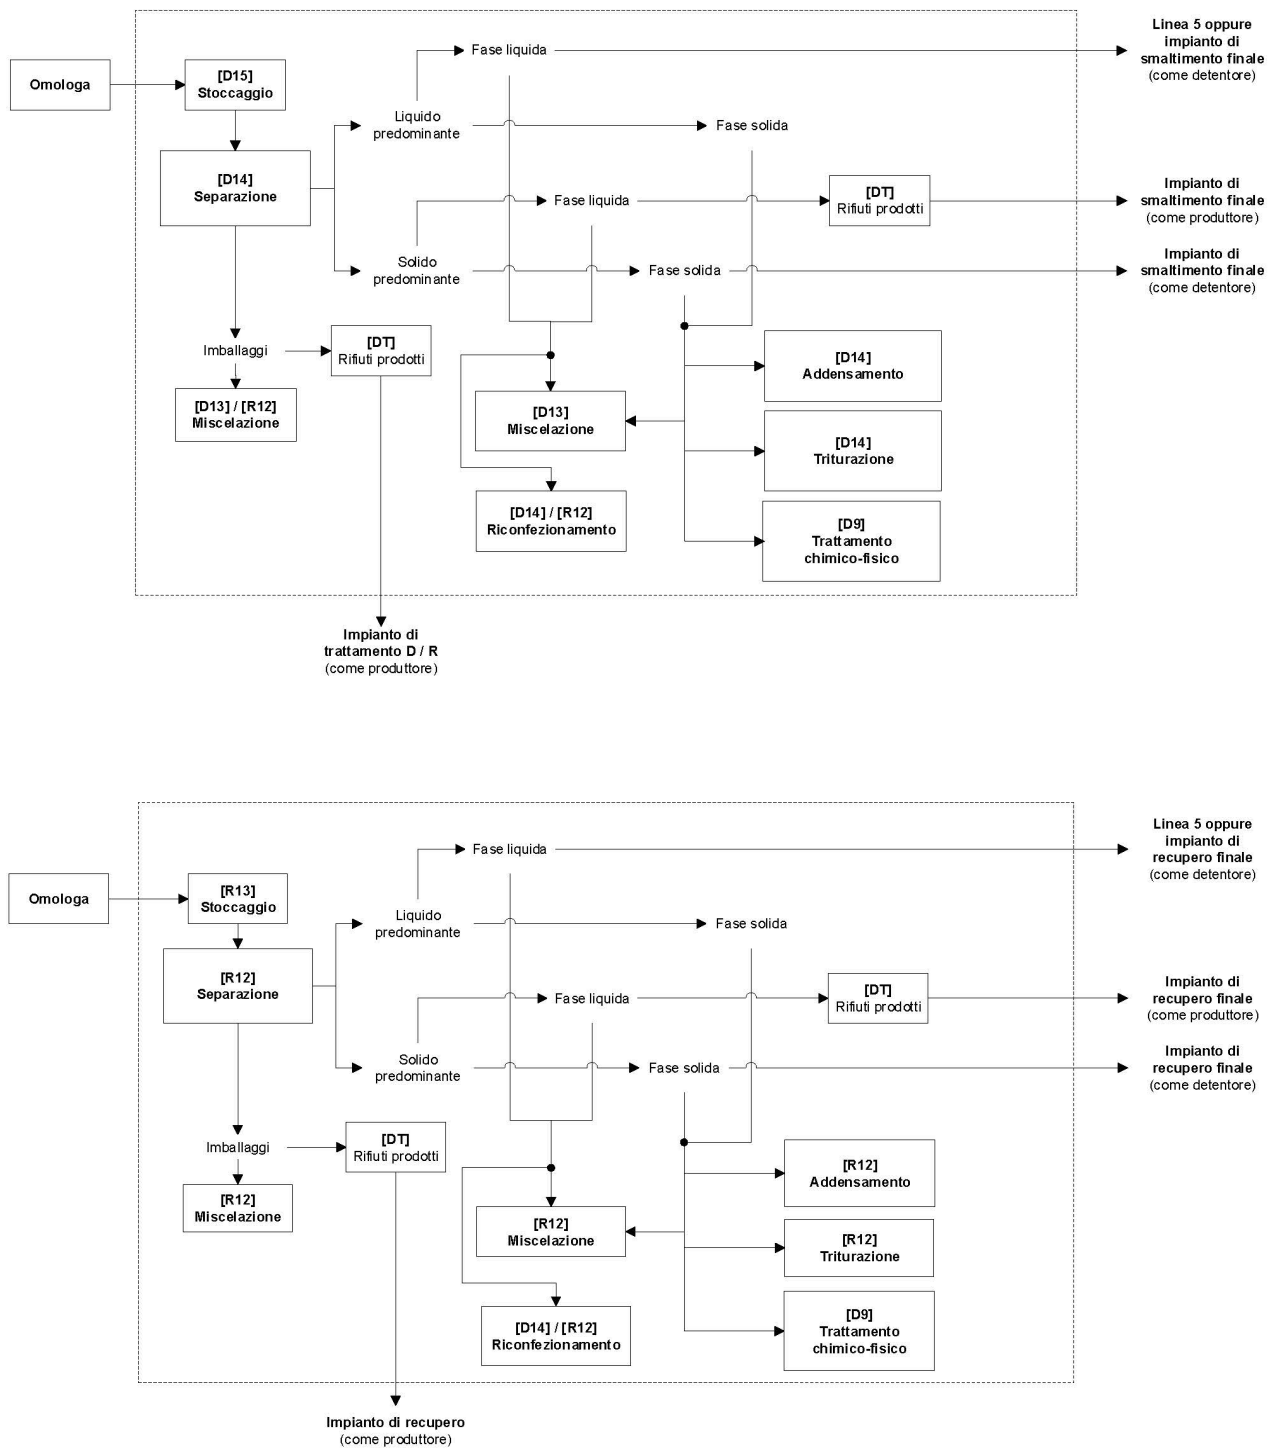 Linea 5 oppure
impianto di
smaltimento finale
(come detentore)
Fase liquida
Omologa
[D15]
Stoccaggio
Liquido
predominante
Fase solida
[D14]
Separazione
Fase liquida
[DT]
Rifiuti prodotti
Impianto di
smaltimento finale
(come produttore)
Solido
predominante
Fase solida
Impianto di
smaltimento finale
(come detentore)
Imballaggi
[DT]
Rifiuti prodotti
[D14]
Addensamento
[D13] / [R12]
Miscelazione
[D13]
Miscelazione
[D14]
Triturazione
[D14] / [R12]
Riconfezionamento
[D9]
Trattamento
chimico-fisico
Impianto di
trattamento D / R
(come produttore)
Linea 5 oppure
impianto di
recupero finale
(come detentore)
Fase liquida
Omologa
[R13]
Stoccaggio
Liquido
predominante
Fase solida
[R12]
Separazione
Fase liquida
[DT]
Rifiuti prodotti
Impianto di
recupero finale
(come produttore)
Solido
predominante
Fase solida
Impianto di
recupero finale
(come detentore)
Imballaggi
[DT]
Rifiuti prodotti
[R12]
Addensamento
[R12]
Miscelazione
[R12]
Miscelazione
[R12]
Triturazione
[D14] / [R12]
Riconfezionamento
[D9]
Trattamento
chimico-fisico
Impianto di recupero
(come produttore)